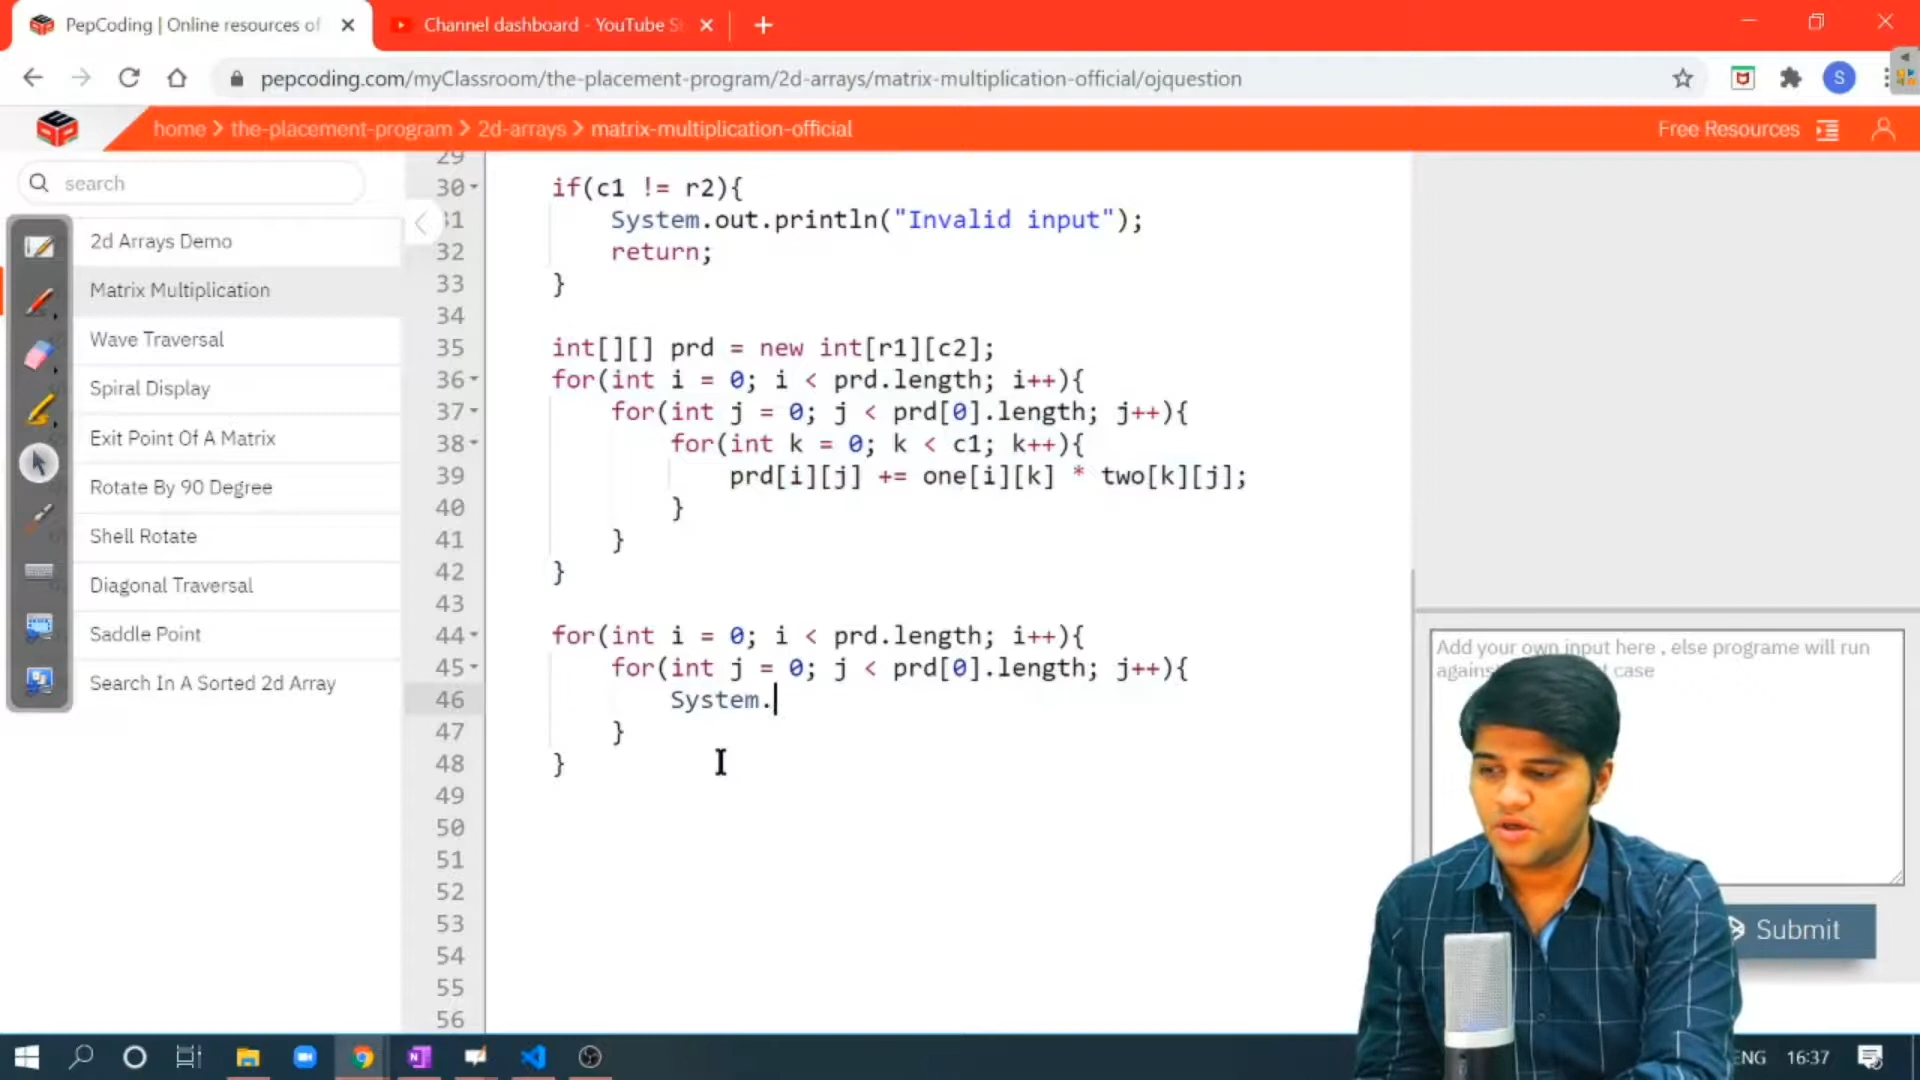 PepCoding | Online resources of
Channel dashboard - YouTube S
pepcoding.com/myClassroom/the-placement-program/2d-arrays/matrix-multiplication-official/ojquestion
S
home > the-placement-program > 2d-arrays > matrix-multiplication-official
Free Resources
search
2d Arrays Demo
Matrix Multiplication
Wave Traversal
Spiral Display
Exit Point Of A Matrix
Rotate By 90 Degree
Shell Rotate
Diagonal Traversal
Saddle Point
Search In A Sorted 2d Array
29
30 if(c1 != r2){
31 System.out.println("Invalid input");
32 return;
33 }
34
35 int[][] prd = new int[r1][c2];
36 for(int i = 0; i < prd.length; i++){
37 for(int j = 0; j < prd[0].length; j++){
38 for(int k = 0; k < c1; k++){
39 prd[i][j] += one[i][k] * two[k][j];
40 }
41 }
42 }
43
44 for(int i = 0; i < prd.length; i++){
45 for(int j = 0; j < prd[0].length; j++){
46 System.
47 }
48 }
49
50
51
52
53
54
55
56
Add your own input here , else programe will run
against case
Submit
ENG 16:37